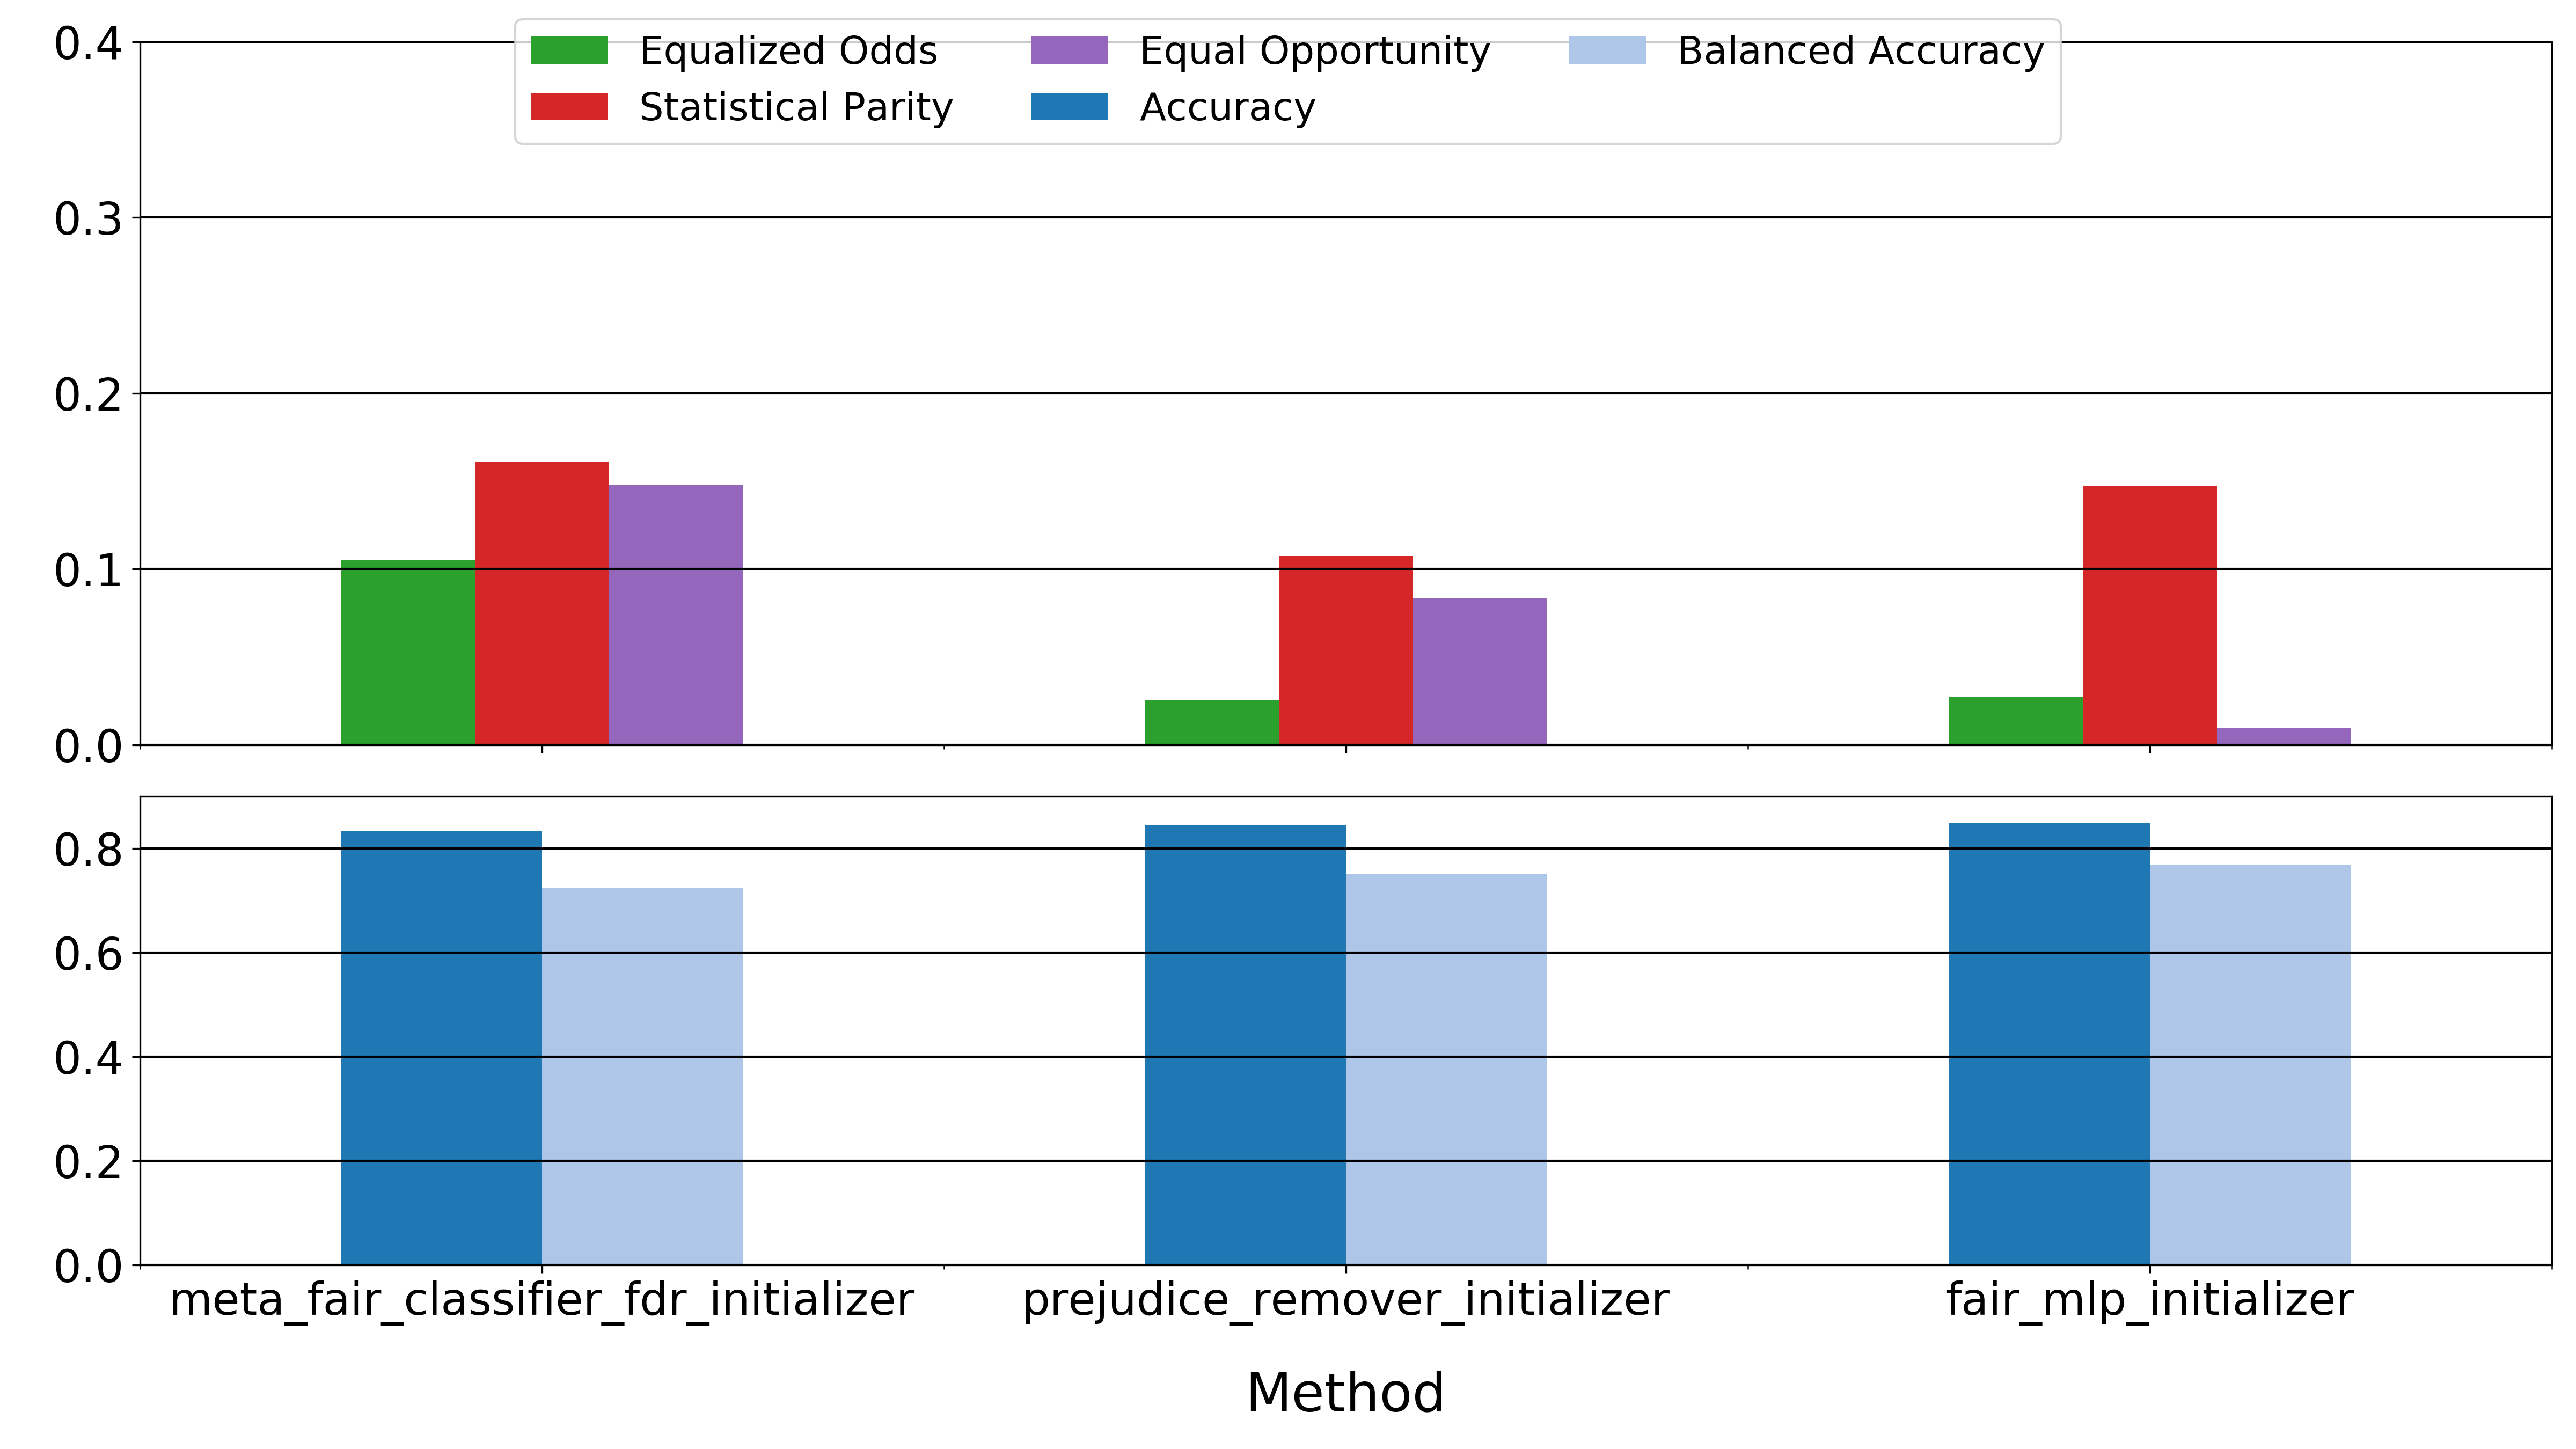 Equalized Odds
Statistical Parity
Equal Opportunity
Accuracy
Balanced Accuracy
0.4
0.3
0.2
0.1
0.0
0.8
0.6
0.4
0.2
0.0
meta_fair_classifier_fdr_initializer
prejudice_remover_initializer
fair_mlp_initializer
Method